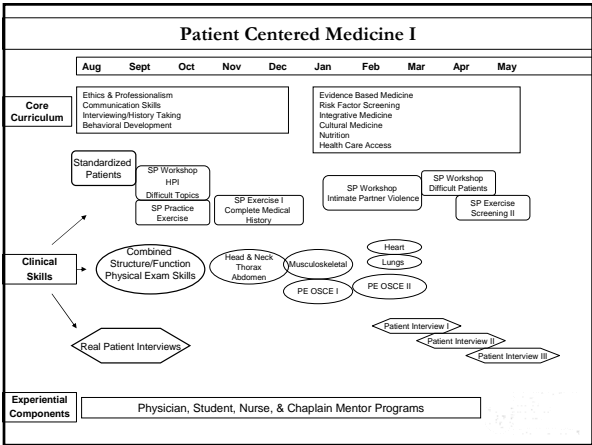 Patient Centered Medicine I
Aug Sept Oct Nov Dec Jan Feb Mar Apr May
Core
Curriculum
Ethics & Professionalism
Communication Skills
Interviewing/History Taking
Behavioral Development
Evidence Based Medicine
Risk Factor Screening
Integrative Medicine
Cultural Medicine
Nutrition
Health Care Access
Standardized
Patients
SP Workshop
HPI
Difficult Topics
SP Practice
Exercise
SP Exercise I
Complete Medical
History
SP Workshop
Intimate Partner Violence
SP Workshop
Difficult Patients
SP Exercise
Screening II
Clinical
Skills
Combined
Structure/Function
Physical Exam Skills
Head & Neck
Thorax
Abdomen
Musculoskeletal
PE OSCE I
Heart
Lungs
PE OSCE II
Real Patient Interviews
Patient Interview I
Patient Interview II
Patient Interview III
Experiential
Components
Physician, Student, Nurse, & Chaplain Mentor Programs